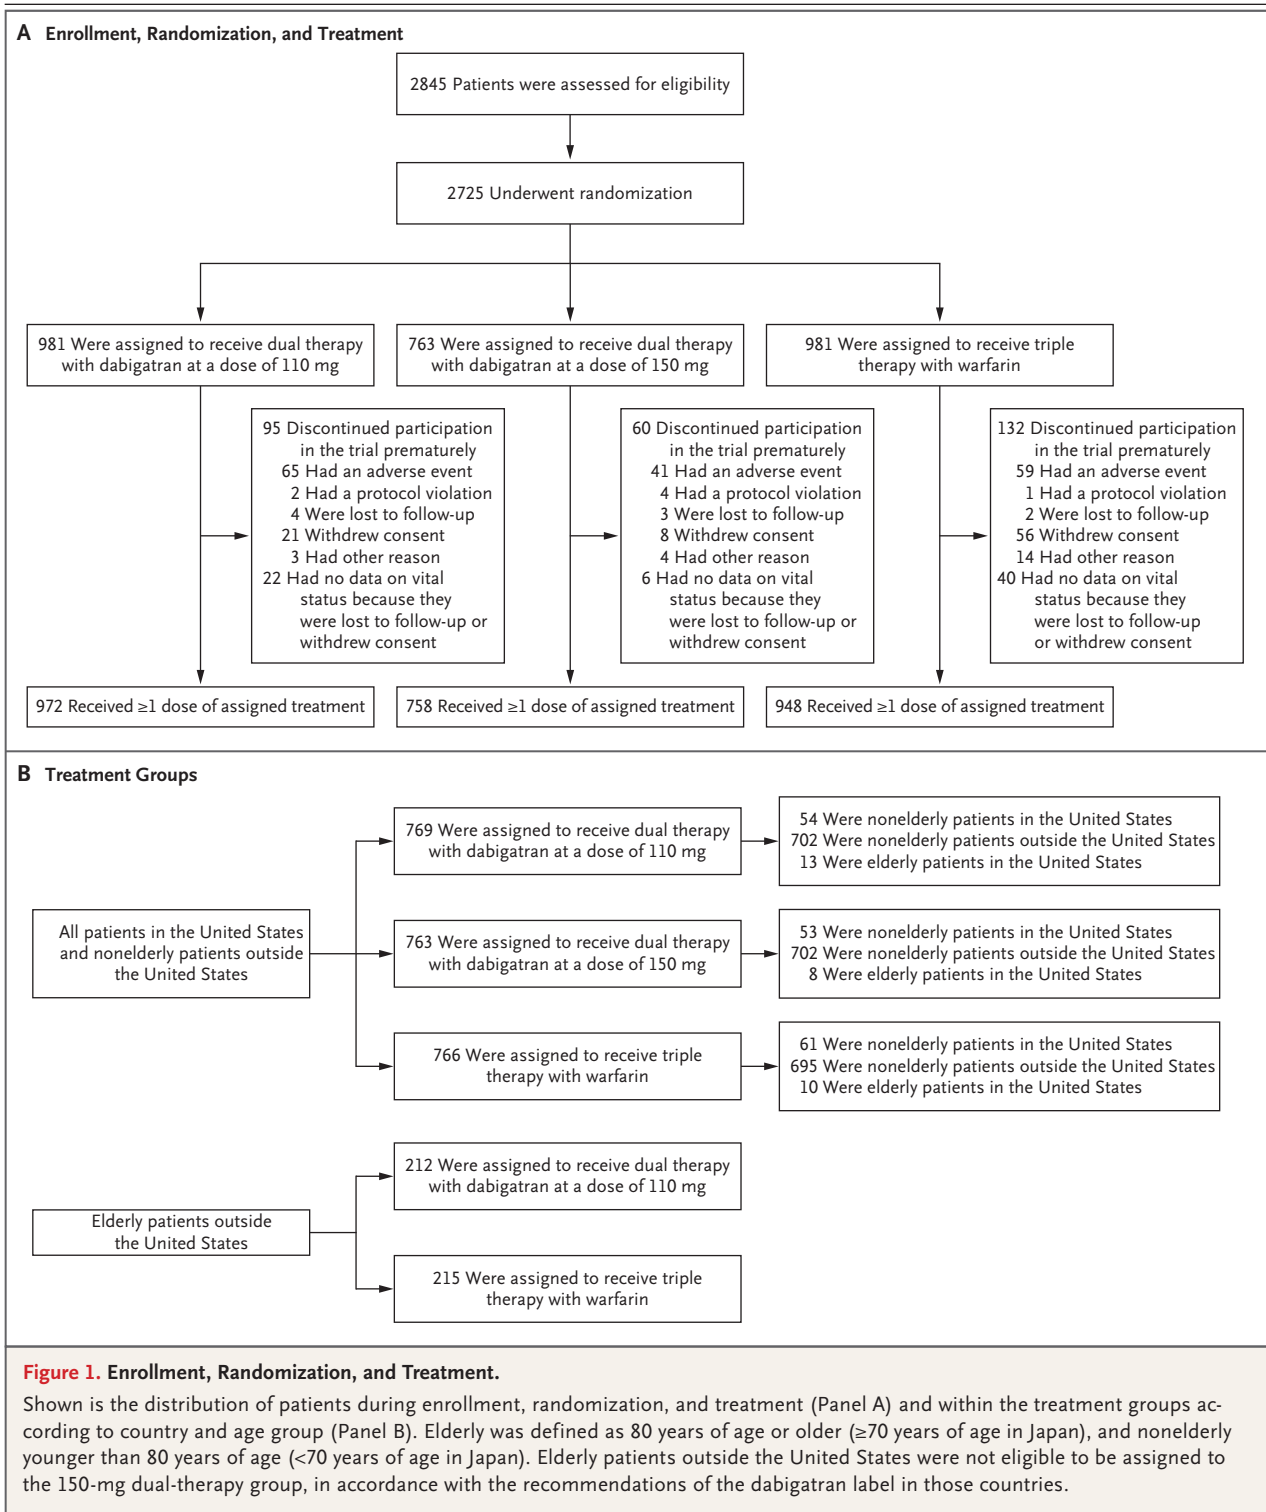 A Enrollment, Randomization, and Treatment
2845 Patients were assessed for eligibility
2725 Underwent randomization
981 Were assigned to receive dual therapy
with dabigatran at a dose of 110 mg
763 Were assigned to receive dual therapy
with dabigatran at a dose of 150 mg
981 Were assigned to receive triple
therapy with warfarin
95 Discontinued participation
in the trial prematurely
65 Had an adverse event
2 Had a protocol violation
4 Were lost to follow-up
21 Withdrew consent
3 Had other reason
22 Had no data on vital
status because they
were lost to follow-up or
withdrew consent
60 Discontinued participation
in the trial prematurely
41 Had an adverse event
4 Had a protocol violation
3 Were lost to follow-up
8 Withdrew consent
4 Had other reason
6 Had no data on vital
status because they
were lost to follow-up or
withdrew consent
132 Discontinued participation
in the trial prematurely
59 Had an adverse event
1 Had a protocol violation
2 Were lost to follow-up
56 Withdrew consent
14 Had other reason
40 Had no data on vital
status because they
were lost to follow-up
or withdrew consent
972 Received ≥1 dose of assigned treatment
758 Received ≥1 dose of assigned treatment
948 Received ≥1 dose of assigned treatment
B Treatment Groups
All patients in the United States
and nonelderly patients outside
the United States
769 Were assigned to receive dual therapy
with dabigatran at a dose of 110 mg
54 Were nonelderly patients in the United States
702 Were nonelderly patients outside the United States
13 Were elderly patients in the United States
763 Were assigned to receive dual therapy
with dabigatran at a dose of 150 mg
53 Were nonelderly patients in the United States
702 Were nonelderly patients outside the United States
8 Were elderly patients in the United States
766 Were assigned to receive triple
therapy with warfarin
61 Were nonelderly patients in the United States
695 Were nonelderly patients outside the United States
10 Were elderly patients in the United States
Elderly patients outside
the United States
212 Were assigned to receive dual therapy
with dabigatran at a dose of 110 mg
215 Were assigned to receive triple
therapy with warfarin
Figure 1. Enrollment, Randomization, and Treatment.
Shown is the distribution of patients during enrollment, randomization, and treatment (Panel A) and within the treatment groups ac-
cording to country and age group (Panel B). Elderly was defined as 80 years of age or older (≥70 years of age in Japan), and nonelderly
younger than 80 years of age (<70 years of age in Japan). Elderly patients outside the United States were not eligible to be assigned to
the 150-mg dual-therapy group, in accordance with the recommendations of the dabigatran label in those countries.